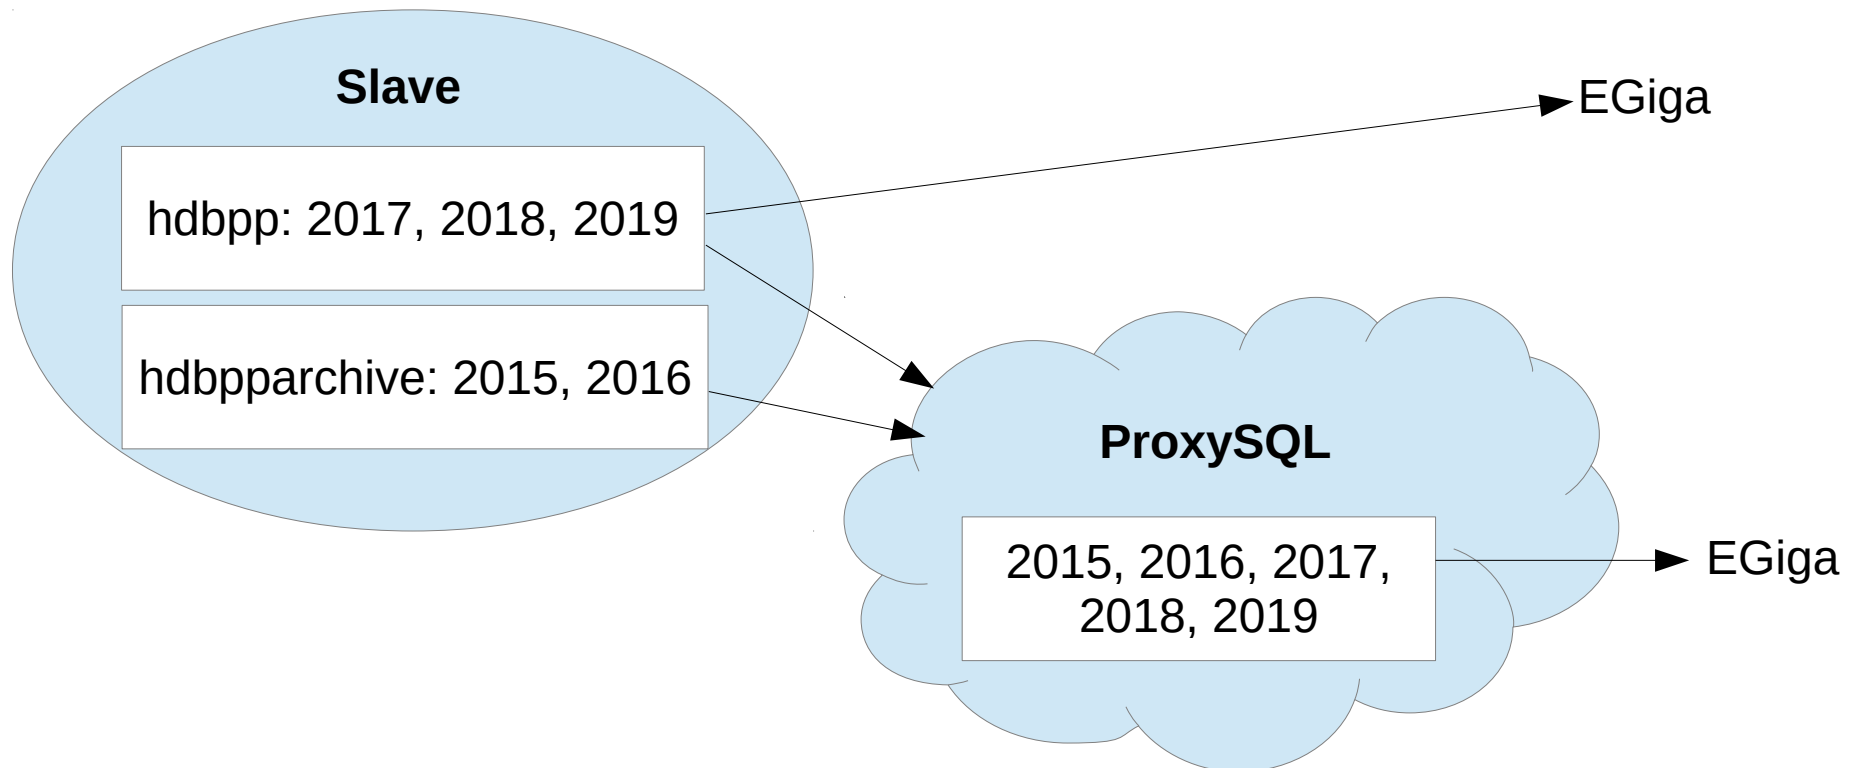 Slave
EGiga
hdbpp: 2017, 2018, 2019
hdbpparchive: 2015, 2016
ProxySQL
2015, 2016, 2017,
2018, 2019
EGiga